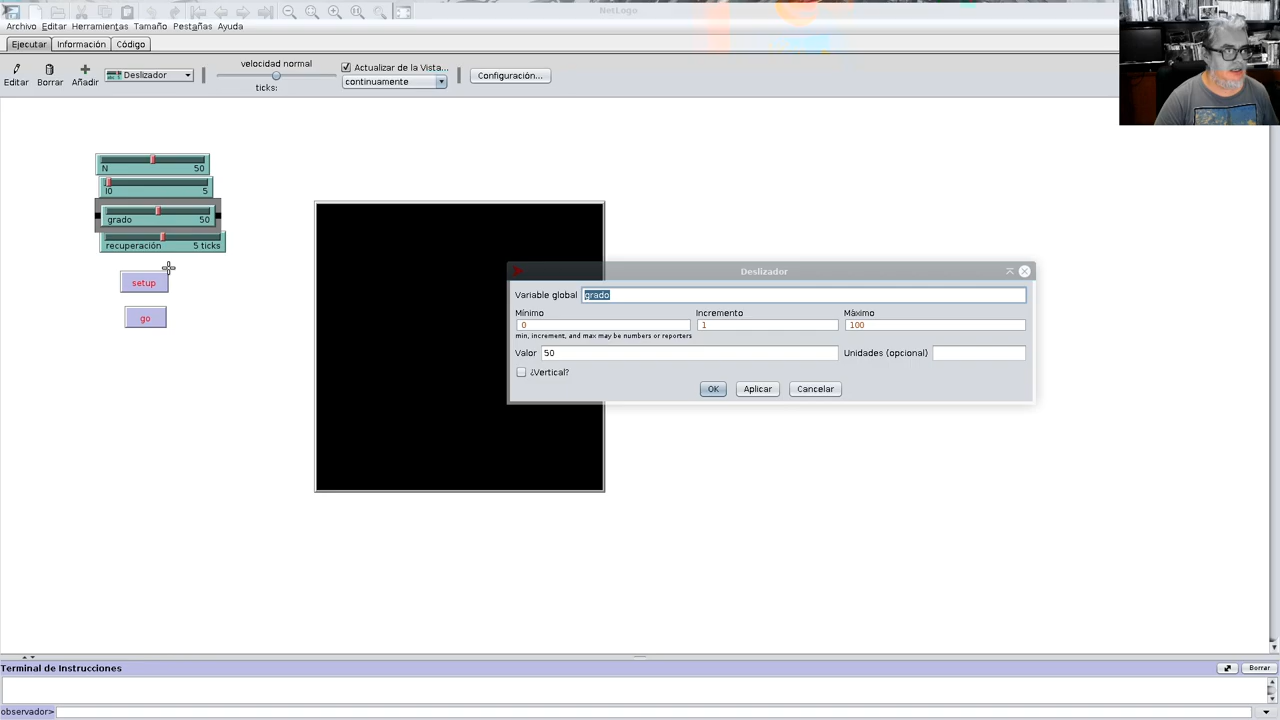 NetLogo
Archivo Editar Herramientas Tamaño Pestañas Ayuda
Ejecutar Información Código
Editar Borrar Añadir Deslizador velocidad normal ticks: Actualizar de la Vista... continuamente Configuración...
N 50
I0 5
grado 50
recuperación 5 ticks
setup
go
Deslizador
Variable global grado
Mínimo Incremento Màximo
0 1 100
min, increment, and max may be numbers or reporters
Valor 50 Unidades (opcional)
¿Vertical?
OK Aplicar Cancelar
Terminal de Instrucciones Borrar
observador>